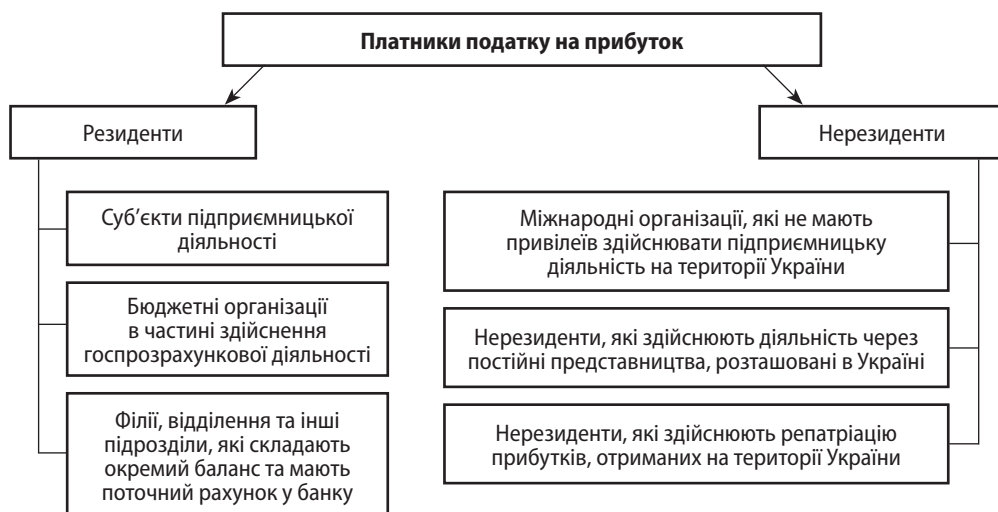 Платники податку на прибуток
Резиденти
Нерезиденти
Суб’єкти підприємницької
діяльності
Бюджетні організації
в частині здійснення
госпрозрахункової діяльності
Філії, відділення та інші
підрозділи, які складають
окремий баланс та мають
поточний рахунок у банку
Міжнародні організації, які не мають
привілеїв здійснювати підприємницьку
діяльність на території України
Нерезиденти, які здійснюють діяльність через
постійні представництва, розташовані в Україні
Нерезиденти, які здійснюють репатріацію
прибутків, отриманих на території України